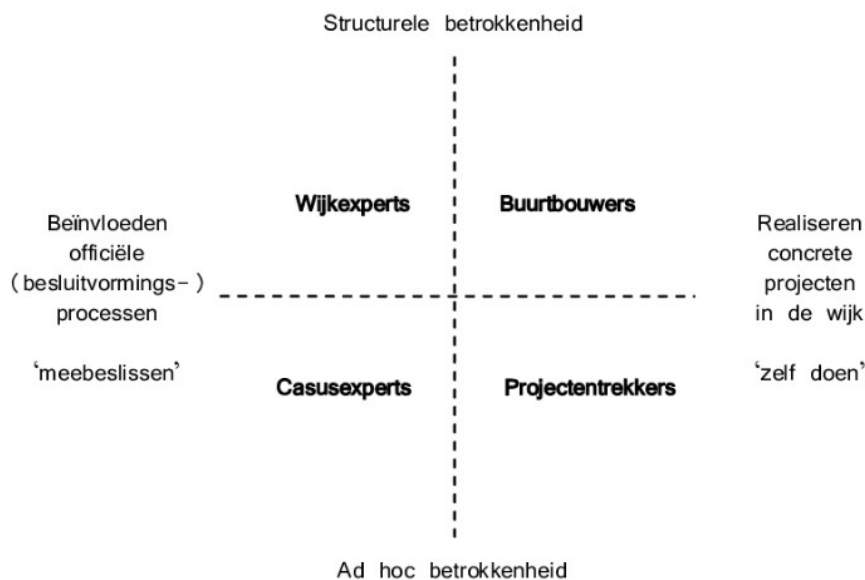 Structurele betrokkenheid
Wijkexperts
Buurtbouwers
Beïnvloeden
officiële
(besluitvormings-)
processen
'meebeslissen'
Realiseren
concrete
projecten
in de wijk
'zelf doen'
Casusexperts
Projectentrekkers
Ad hoc betrokkenheid